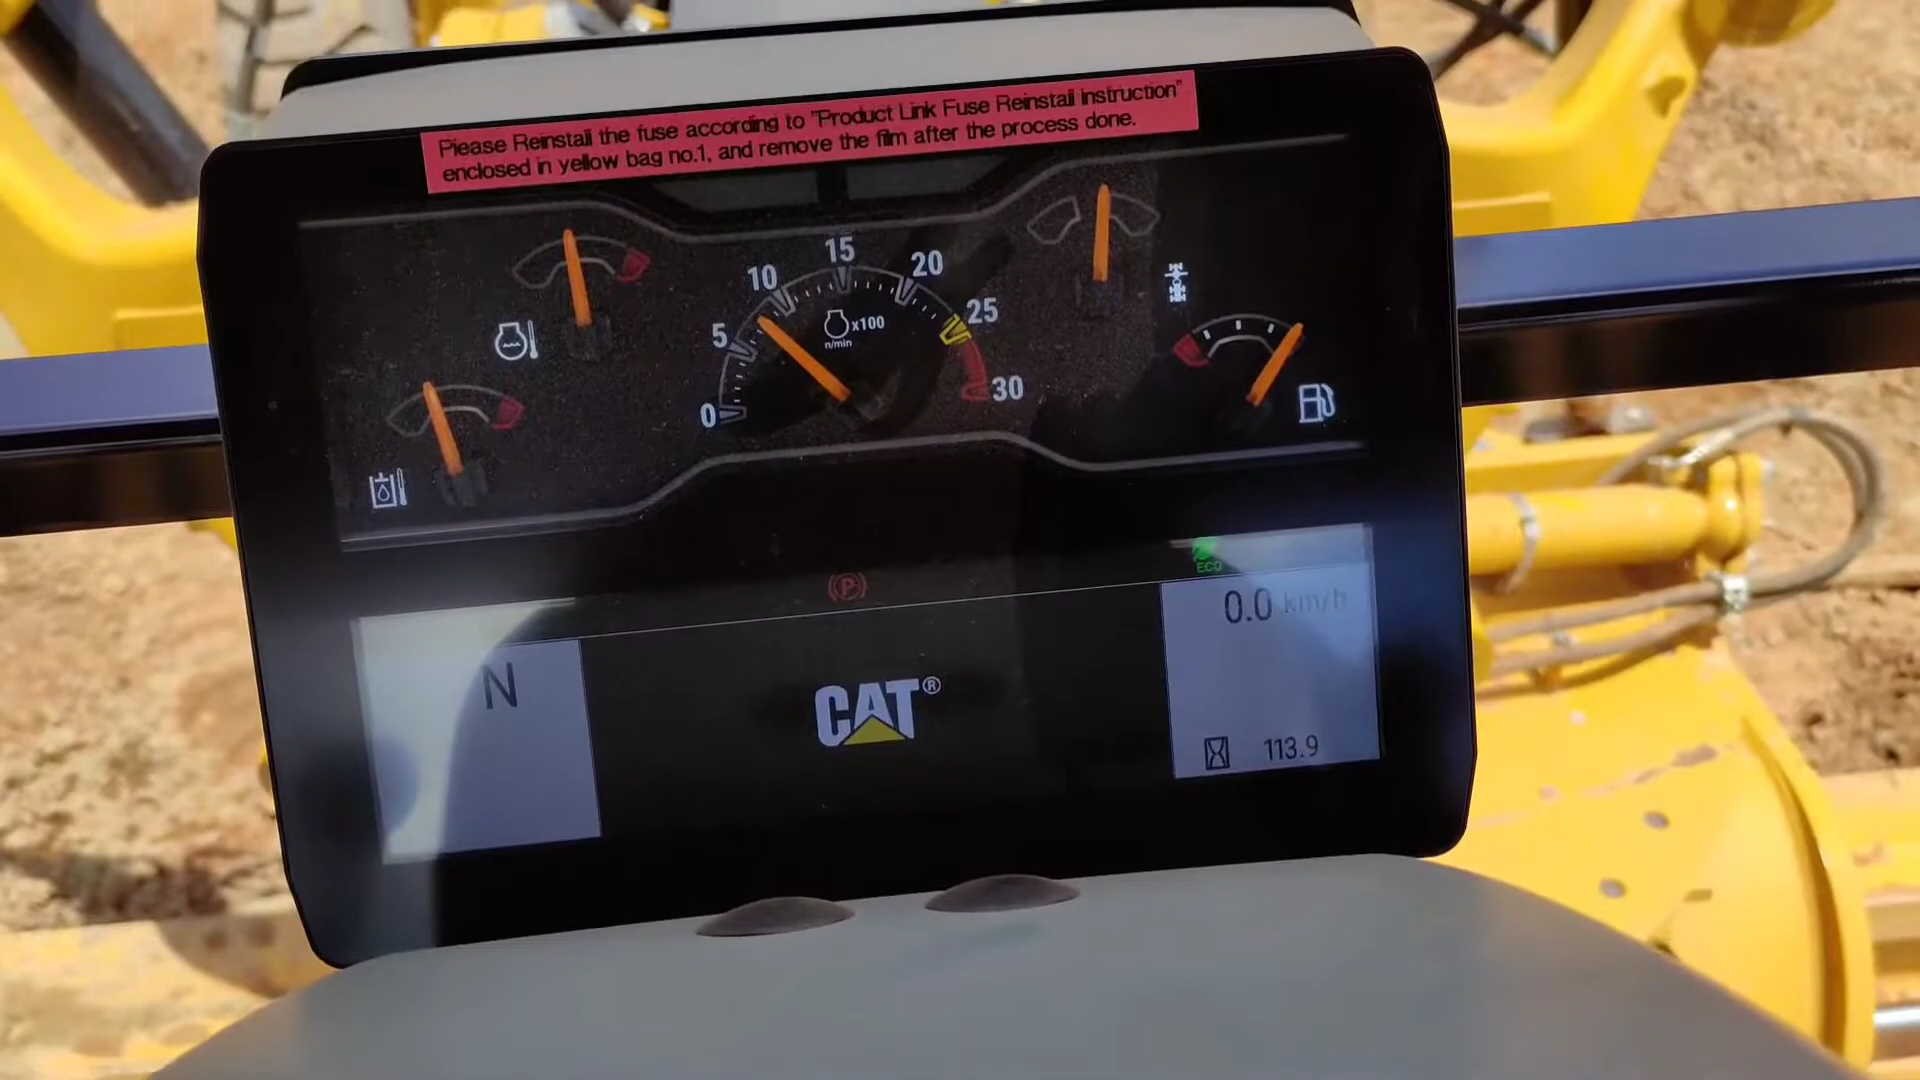 Please Reinstall the fuse according to "Product Link Fuse Reinstall instruction"
enclosed in yellow bag no.1, and remove the film after the process done.
0
5
10
15
20
25
30
x100
n/min
P
ECO
N
0.0 km/h
CAT®
113.9